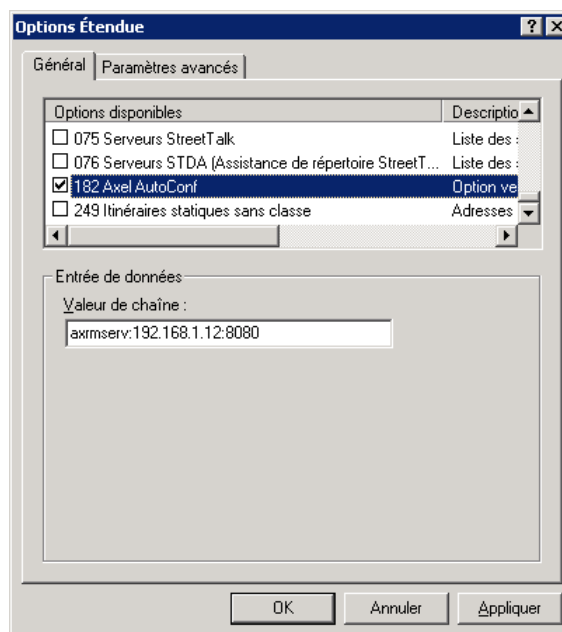 Options Étendue
Général
Paramètres avancés
Options disponibles
Descriptio
075 Serveurs StreetTalk
Liste des :
076 Serveurs STDA (Assistance de répertoire StreetT...
Liste des :
182 Axel AutoConf
Option ve
249 Itinéraires statiques sans classe
Adresses
Entrée de données
Valeur de chaîne :
axrmserv:192.168.1.12:8080
OK
Annuler
Appliquer